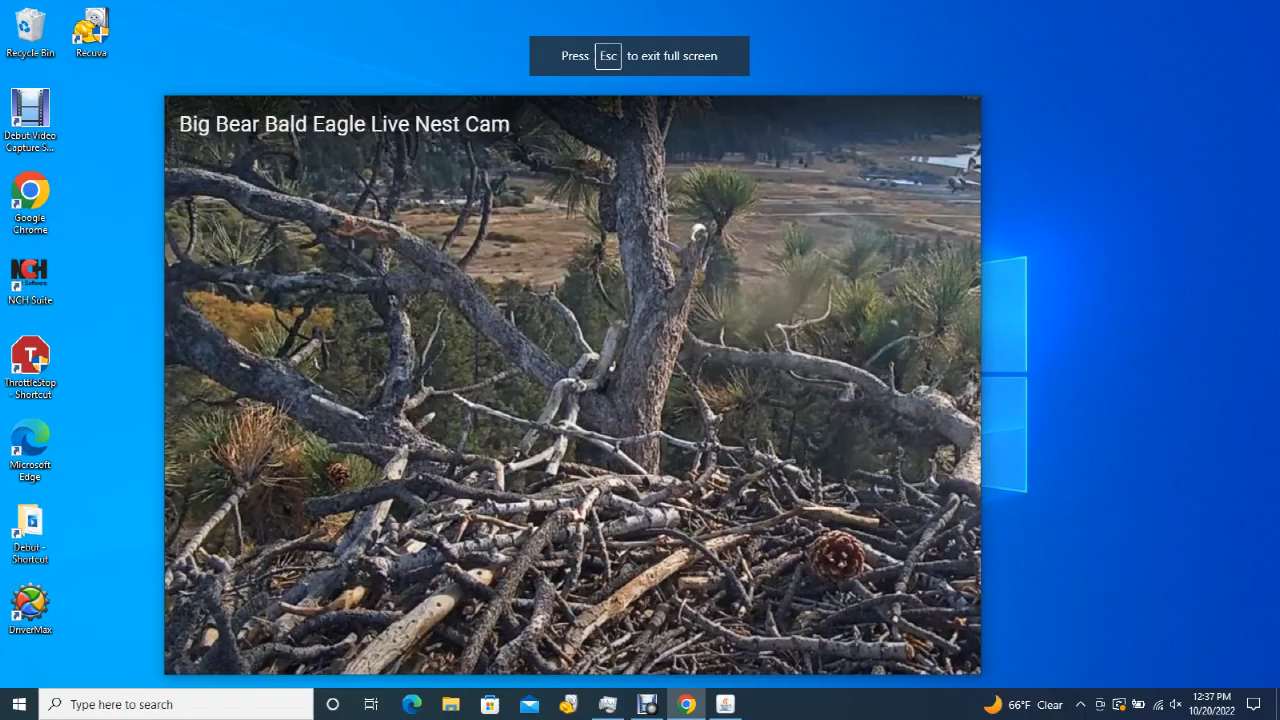 Recycle Bin
Recuva
Debut Video
Capture S...
Google
Chrome
NCH
Software
NCH Suite
T
ThrottleStop
- Shortcut
Microsoft
Edge
Debut -
Shortcut
DriverMax
Press Esc to exit full screen
Big Bear Bald Eagle Live Nest Cam
Type here to search
66°F Clear
12:37 PM
10/20/2022